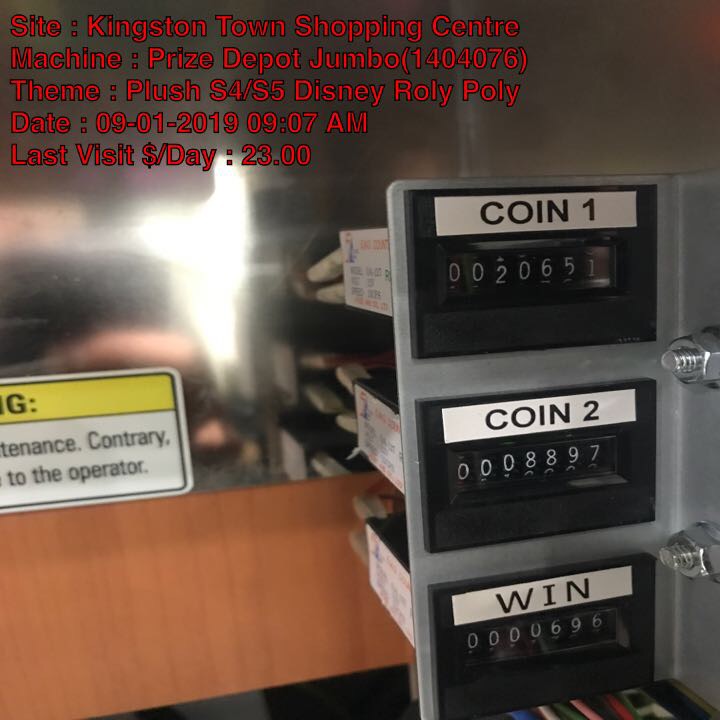 Site : Kingston Town Shopping Centre
Machine : Prize Depot Jumbo(1404076)
Theme : Plush S4/S5 Disney Roly Poly
Date : 09-01-2019 09:07 AM
Last Visit $/Day : 23.00
COIN 1
0020651
COIN 2
0008897
WIN
0000696
NG:
tenance. Contrary,
to the operator.